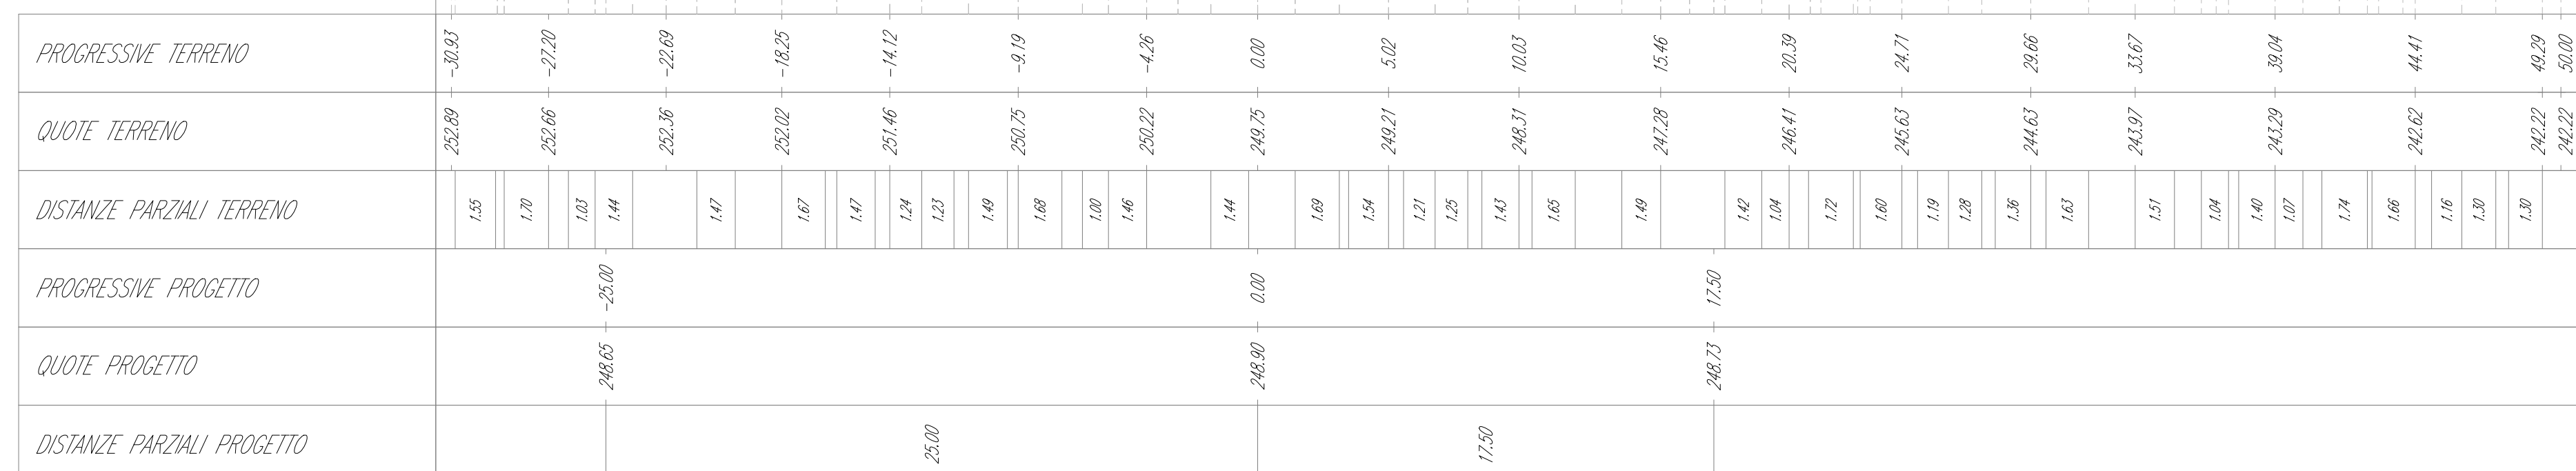 PROGRESSIVE TERRENO -30.93 -27.20 -22.69 -18.25 -14.12 -9.19 -4.26 0.00 5.02 10.03 15.46 20.39 24.71 29.66 33.67 39.04 44.41 49.29 50.00
QUOTE TERRENO 252.89 252.66 252.36 252.02 251.46 250.75 250.22 249.75 249.21 248.31 247.28 246.41 245.63 244.63 243.97 243.29 242.62 242.22 242.22
DISTANZE PARZIALI TERRENO 1.55 1.70 1.03 1.44 1.47 1.67 1.47 1.24 1.23 1.49 1.68 1.00 1.46 1.44 1.69 1.54 1.21 1.25 1.43 1.65 1.49 1.42 1.04 1.72 1.60 1.19 1.28 1.36 1.63 1.51 1.04 1.40 1.07 1.74 1.66 1.16 1.30 1.30
PROGRESSIVE PROGETTO -25.00 0.00 17.50
QUOTE PROGETTO 248.65 248.90 248.73
DISTANZE PARZIALI PROGETTO 25.00 17.50